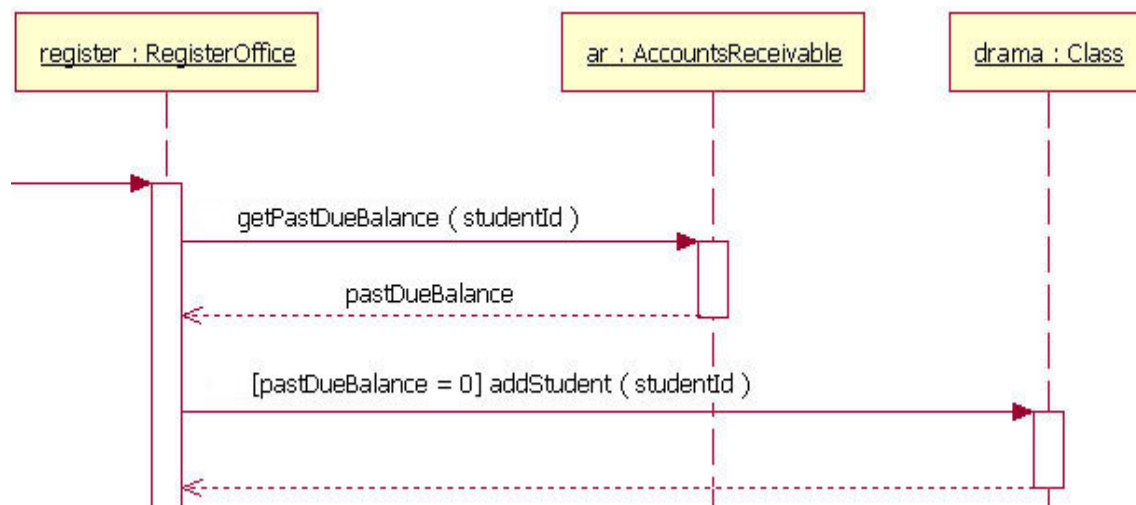 register : RegisterOffice
ar : AccountsReceivable
drama : Class
getPastDueBalance ( studentId )
pastDueBalance
[pastDueBalance = 0] addStudent ( studentId )